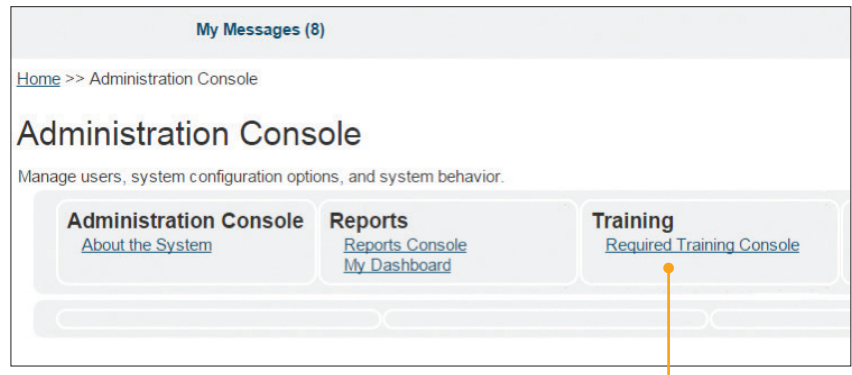 My Messages (8)
Home >> Administration Console
Administration Console
Manage users, system configuration options, and system behavior.
Administration Console
About the System
Reports
Reports Console
My Dashboard
Training
Required Training Console